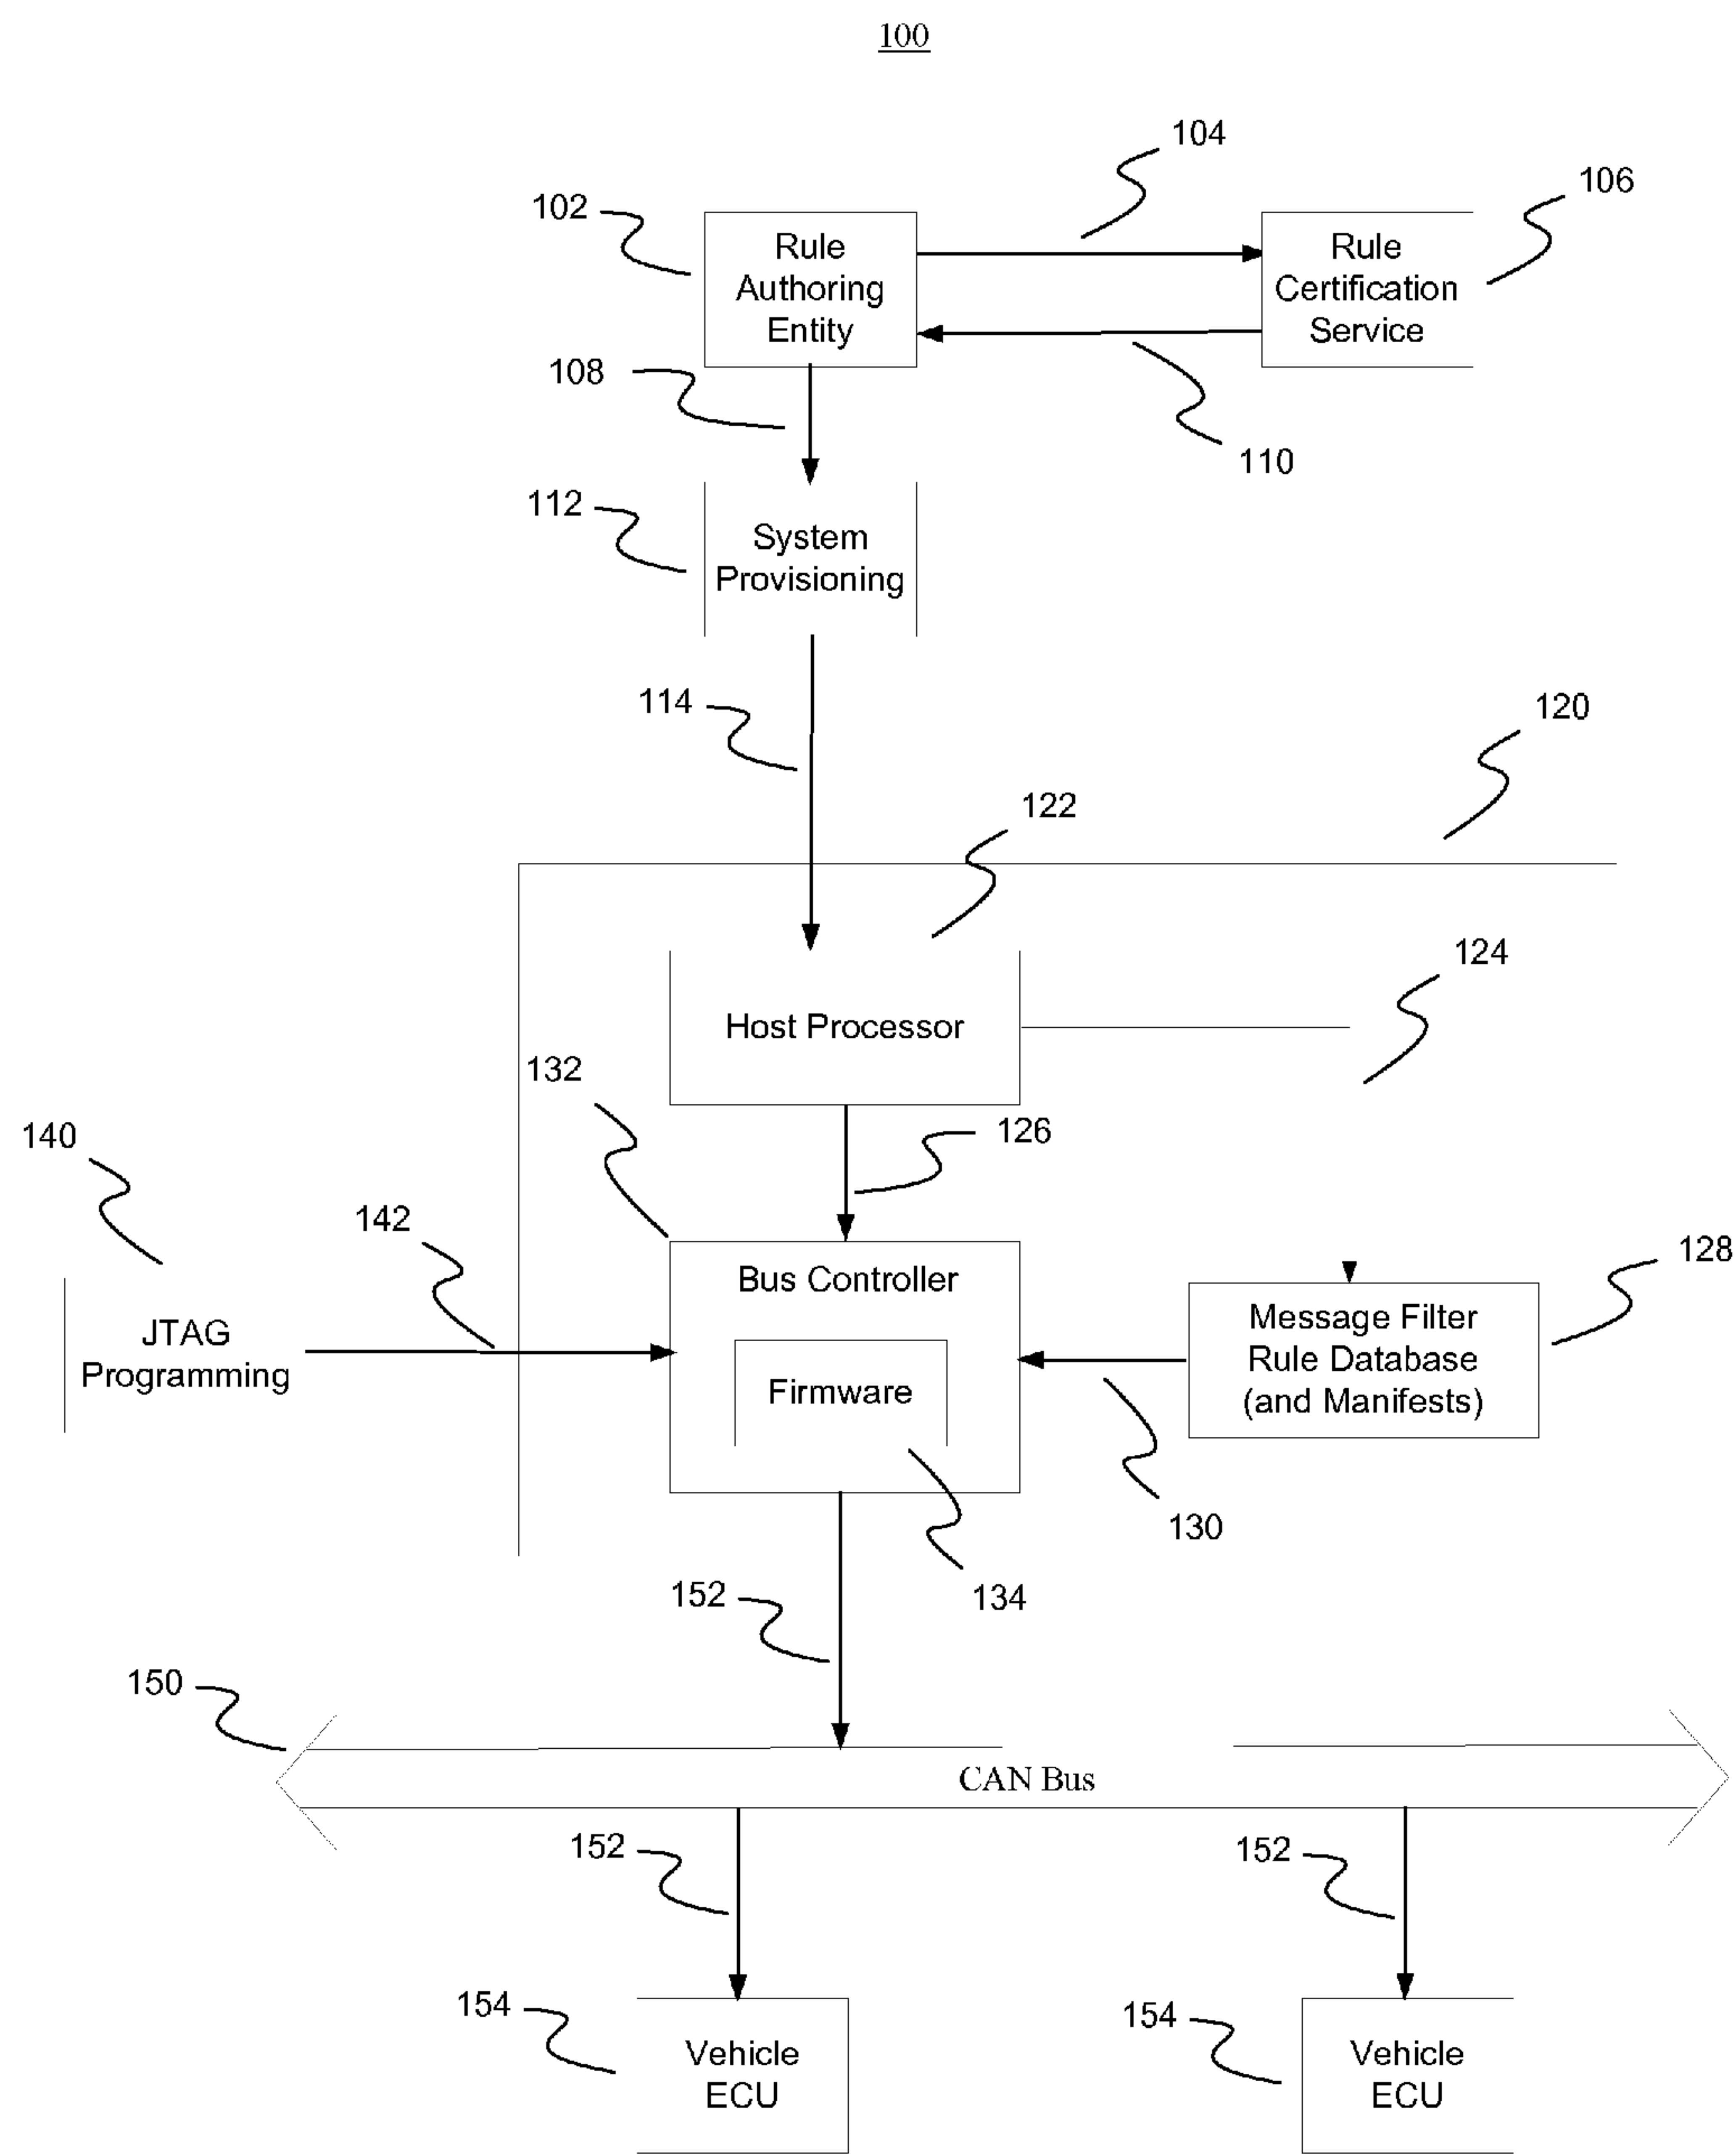 100
104
106
102
Rule
Authoring
Entity
Rule
Certification
Service
108
110
112
System
Provisioning
114
120
122
124
Host Processor
132
126
140
142
128
Bus Controller
JTAG
Programming
Firmware
Message Filter
Rule Database
(and Manifests)
130
134
152
150
CAN Bus
152
152
154
Vehicle
ECU
154
Vehicle
ECU